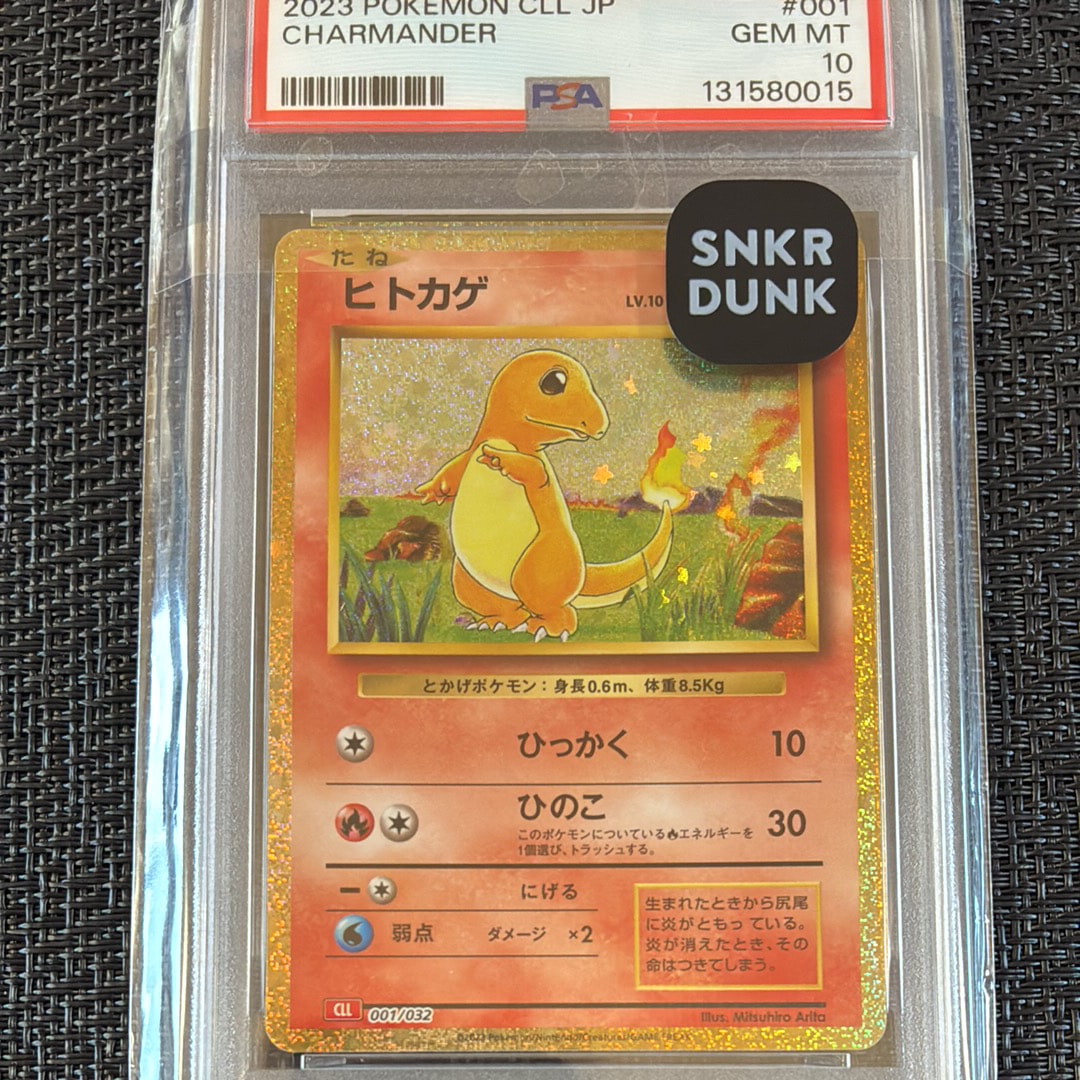 2023 POKEMON CLL JP #001
CHARMANDER GEM MT
10
131580015
PSA
SNKR
DUNK
たね
ヒトカゲ LV.10
とかげポケモン：身長0.6m、体重8.5Kg
ひっかく 10
ひのこ 30
このポケモンについている エネルギーを
1個選び、トラッシュする。
にげる
弱点 ダメージ ×2
生まれたときから尻尾
に炎がともっている。
炎が消えたとき、その
命はつきてしまう。
CLL 001/032
Illus. Mitsuhiro Arita
©2023 Pokémon/Nintendo/Creatures/GAME FREAK